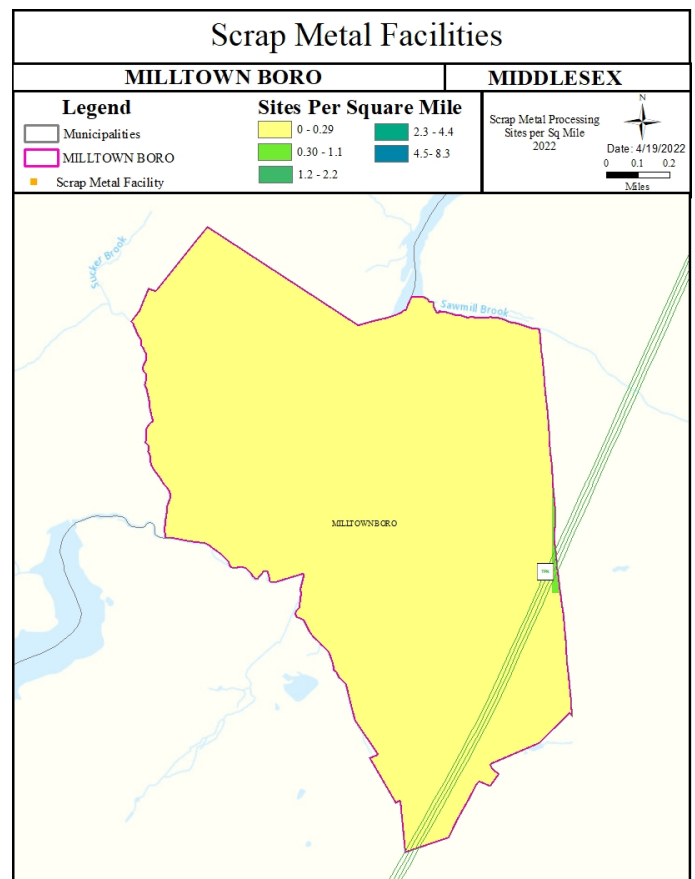 Scrap Metal Facilities
MILLTOWN BORO
MIDDLESEX
Legend
Municipalities
MILLTOWN BORO
Scrap Metal Facility
Sites Per Square Mile
0 - 0.29
0.30 - 1.1
1.2 - 2.2
2.3 - 4.4
4.5- 8.3
Scrap Metal Processing
Sites per Sq Mile
2022
N
Date: 4/19/2022
0 0.1 0.2
Miles
Sucker Brook
Sawmill Brook
MILLTOWN BORO